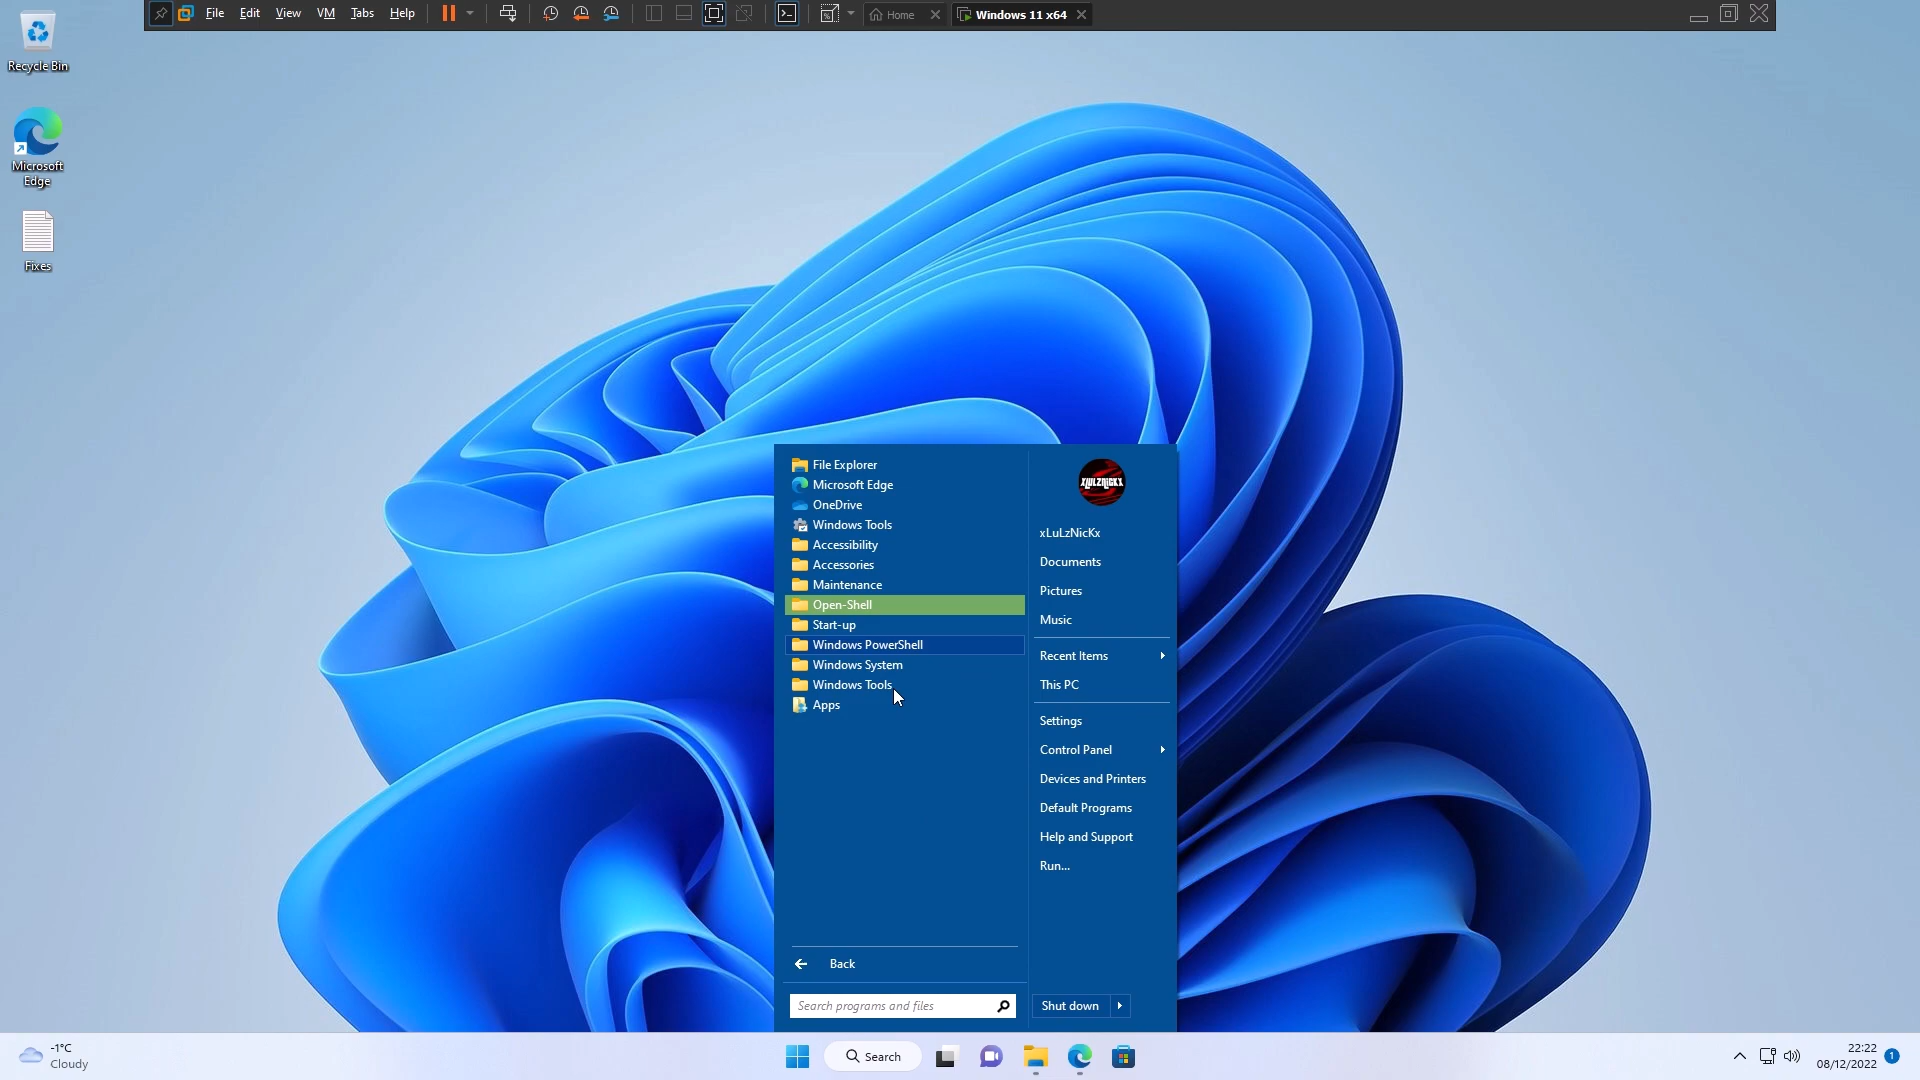 File Edit View VM Tabs Help
Home
Windows 11 x64
Recycle Bin
Microsoft
Edge
Fixes
File Explorer
Microsoft Edge
OneDrive
Windows Tools
Accessibility
Accessories
Maintenance
Open-Shell
Start-up
Windows PowerShell
Windows System
Windows Tools
Apps
Back
Search programs and files
XLULZNICKX
xLuLzNicKx
Documents
Pictures
Music
Recent Items
This PC
Settings
Control Panel
Devices and Printers
Default Programs
Help and Support
Run...
Shut down
-1°C
Cloudy
Search
22:22
08/12/2022
1